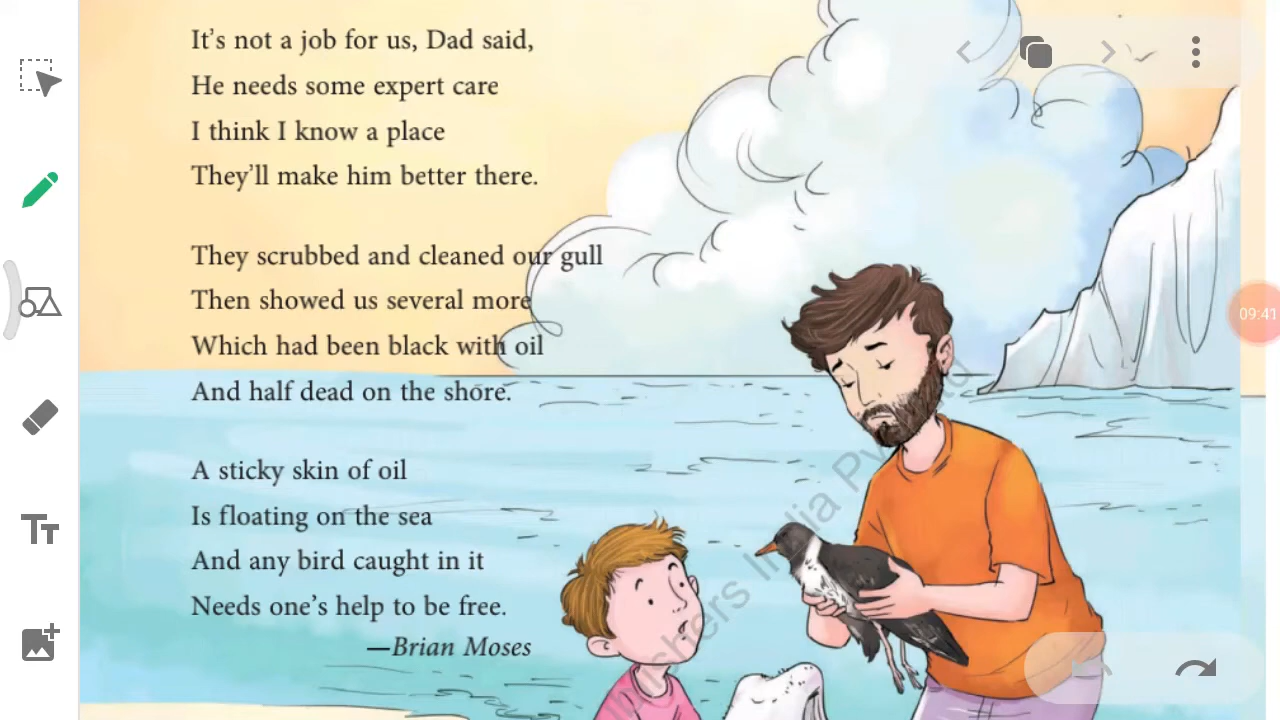 It's not a job for us, Dad said,
He needs some expert care
I think I know a place
They'll make him better there.
They scrubbed and cleaned our gull
Then showed us several more
Which had been black with oil
And half dead on the shore.
A sticky skin of oil
Is floating on the sea
And any bird caught in it
Needs one's help to be free.
—Brian Moses
09:41
TT
India